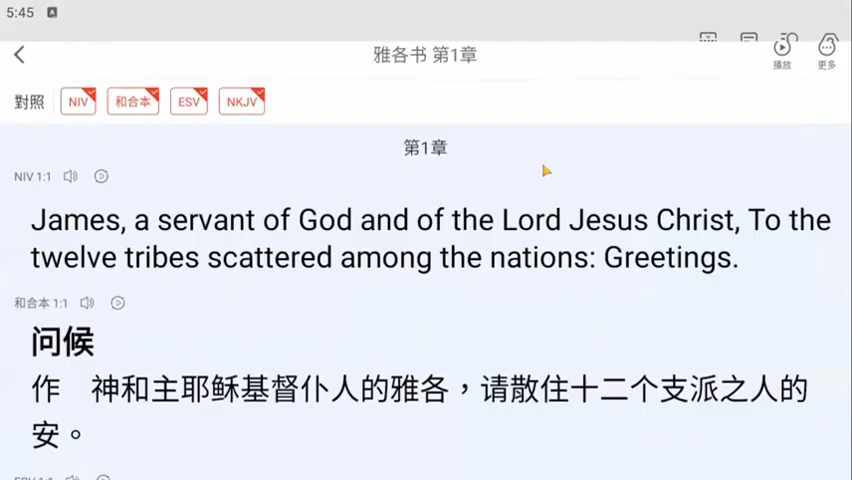 5:45 A
雅各书 第1章
播放 更多
對照 NIV 和合本 ESV NKJV
第1章
NIV 1:1
James, a servant of God and of the Lord Jesus Christ, To the
twelve tribes scattered among the nations: Greetings.
和合本 1:1
问候
作　神和主耶稣基督仆人的雅各，请散住十二个支派之人的
安。